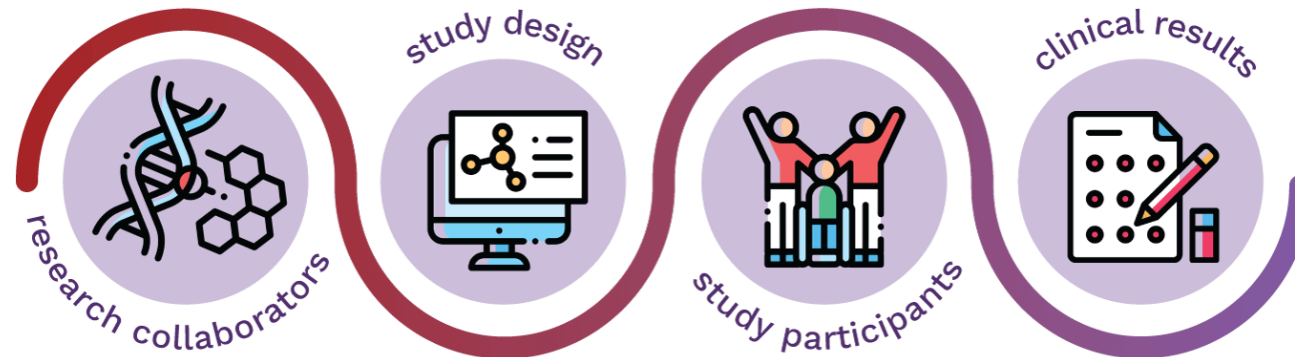 research collaborators
study design
study participants
clinical results